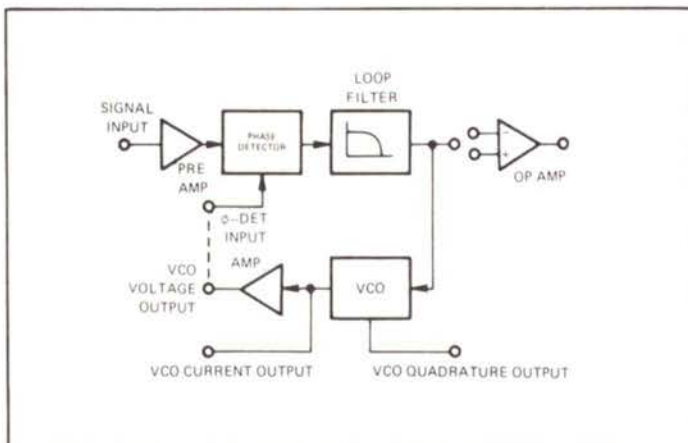 LOOP
FILTER
SIGNAL
INPUT
PHASE
DETECTOR
PRE
AMP
-
+
OP AMP
ϕ–DET
INPUT
AMP
VCO
VOLTAGE
OUTPUT
VCO
VCO CURRENT OUTPUT
VCO QUADRATURE OUTPUT